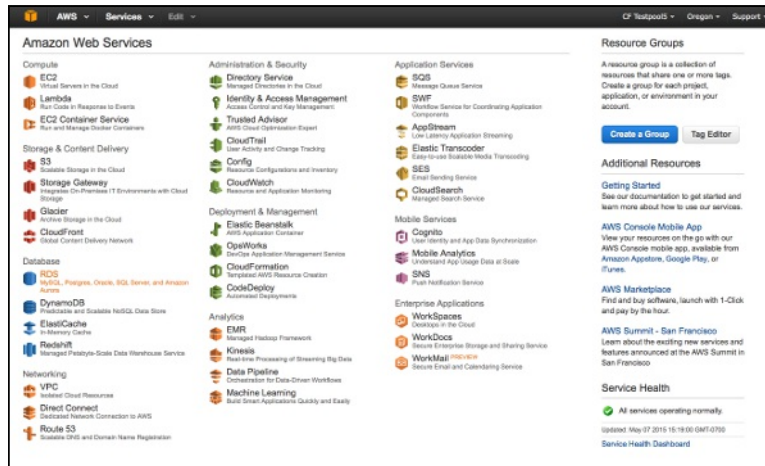 AWS Services Edit CF Testpool5 Oregon Support
Amazon Web Services
Compute
EC2
Virtual Servers in the Cloud
Lambda
Run Code in Response to Events
EC2 Container Service
Run and Manage Docker Containers
Storage & Content Delivery
S3
Scalable Storage in the Cloud
Storage Gateway
Integrates On-Premises IT Environments with Cloud
Storage
Glacier
Archive Storage in the Cloud
CloudFront
Global Content Delivery Network
Database
RDS
MySQL, Postgres, Oracle, SQL Server, and Amazon
Aurora
DynamoDB
Predictable and Scalable NoSQL Data Store
ElastiCache
In-Memory Cache
Redshift
Managed Petabyte-Scale Data Warehouse Service
Networking
VPC
Isolated Cloud Resources
Direct Connect
Dedicated Network Connection to AWS
Route 53
Scalable DNS and Domain Name Registration
Administration & Security
Directory Service
Managed Directories in the Cloud
Identity & Access Management
Access Control and Key Management
Trusted Advisor
AWS Cloud Optimization Expert
CloudTrail
User Activity and Change Tracking
Config
Resource Configurations and Inventory
CloudWatch
Resource and Application Monitoring
Deployment & Management
Elastic Beanstalk
AWS Application Container
OpsWorks
DevOps Application Management Service
CloudFormation
Templated AWS Resource Creation
CodeDeploy
Automated Deployments
Analytics
EMR
Managed Hadoop Framework
Kinesis
Real-time Processing of Streaming Big Data
Data Pipeline
Orchestration for Data-Driven Workflows
Machine Learning
Build Smart Applications Quickly and Easily
Application Services
SQS
Message Queue Service
SWF
Workflow Service for Coordinating Application
Components
AppStream
Low Latency Application Streaming
Elastic Transcoder
Easy-to-use Scalable Media Transcoding
SES
Email Sending Service
CloudSearch
Managed Search Service
Mobile Services
Cognito
User Identity and App Data Synchronization
Mobile Analytics
Understand App Usage Data at Scale
SNS
Push Notification Service
Enterprise Applications
WorkSpaces
Desktops in the Cloud
WorkDocs
Secure Enterprise Storage and Sharing Service
WorkMail PREVIEW
Secure Email and Calendaring Service
Resource Groups
A resource group is a collection of
resources that share one or more tags.
Create a group for each project,
application, or environment in your
account.
Create a Group Tag Editor
Additional Resources
Getting Started
See our documentation to get started and
learn more about how to use our services.
AWS Console Mobile App
View your resources on the go with our
AWS Console mobile app, available from
Amazon Appstore, Google Play, or
iTunes.
AWS Marketplace
Find and buy software, launch with 1-Click
and pay by the hour.
AWS Summit - San Francisco
Learn about the exciting new services and
features announced at the AWS Summit in
San Francisco
Service Health
All services operating normally.
Updated: May 07 2015 15:18:00 GMT-0700
Service Health Dashboard